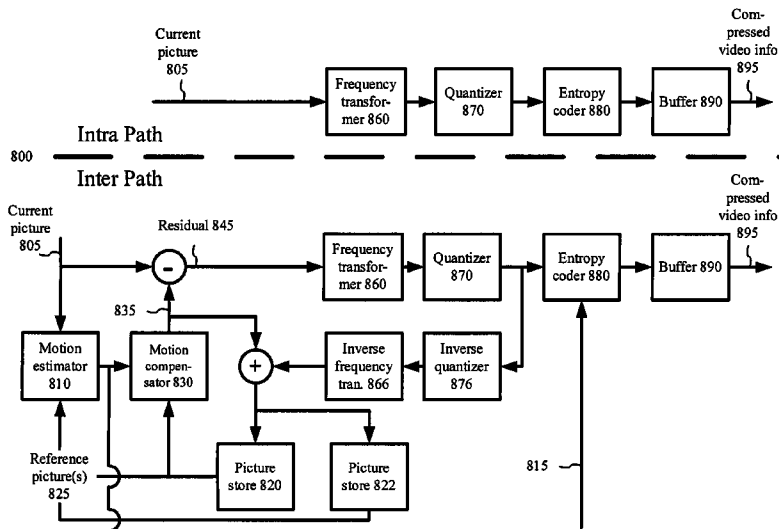 Current
picture
805
Com-
pressed
video info
895
Frequency
transfor-
mer 860
Quantizer
870
Entropy
coder 880
Buffer 890
Intra Path
800
Inter Path
Current
picture
805
Residual 845
Com-
pressed
video info
895
-
Frequency
transfor-
mer 860
Quantizer
870
Entropy
coder 880
Buffer 890
835
Motion
estimator
810
Motion
compen-
sator 830
+
Inverse
frequency
tran. 866
Inverse
quantizer
876
Reference
picture(s)
825
Picture
store 820
Picture
store 822
815